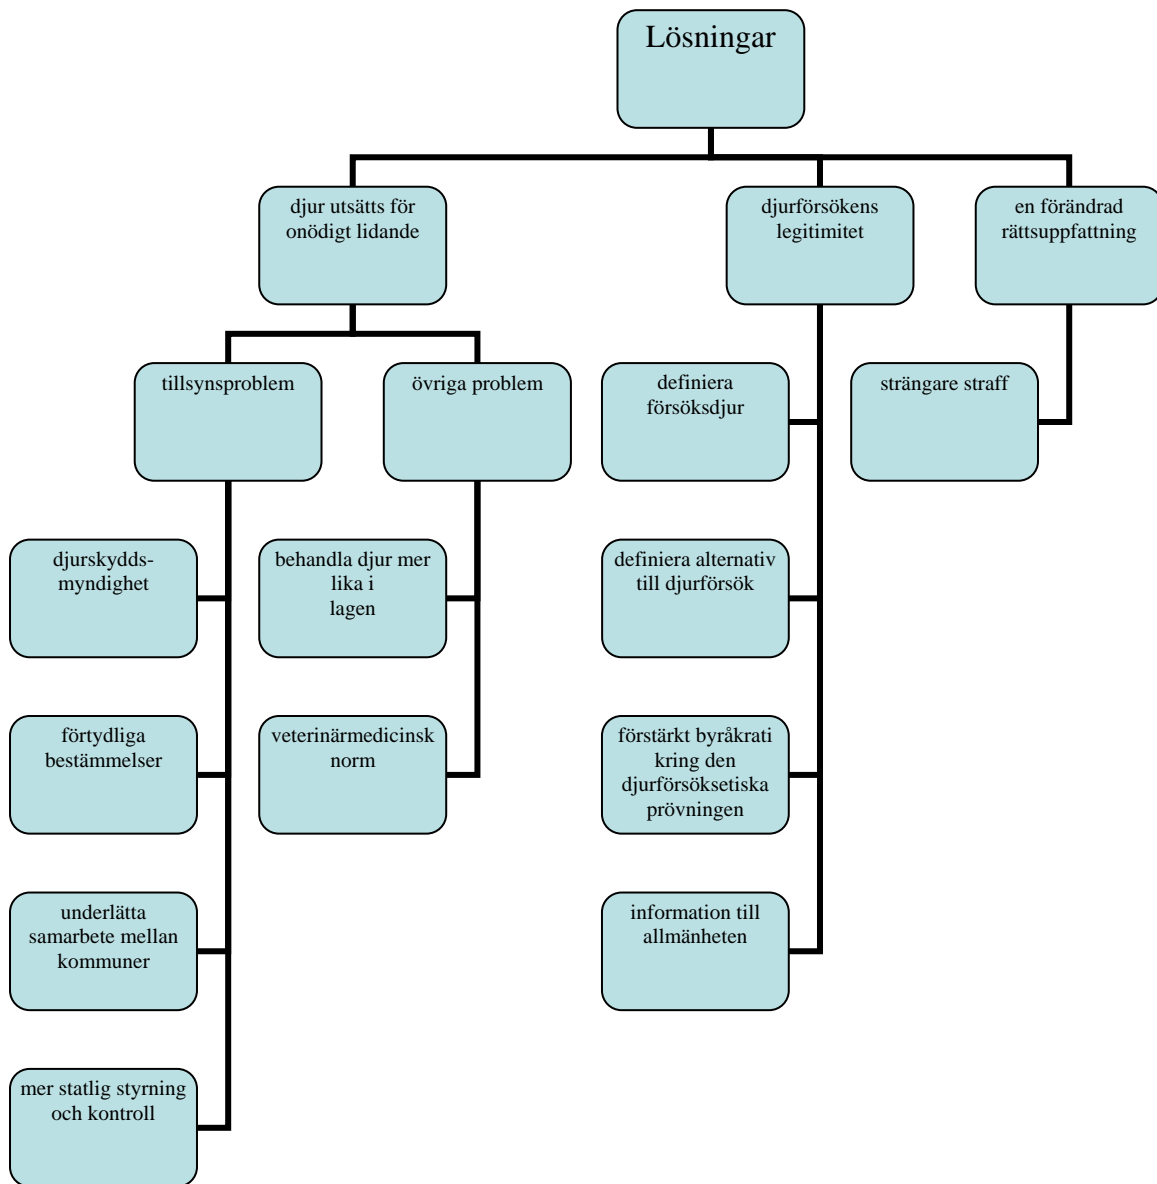 Lösningar
djur utsätts för
onödigt lidande
djurförsökens
legitimitet
en förändrad
rättsuppfattning
tillsynsproblem
övriga problem
definiera
försöksdjur
strängare straff
djurskydds-
myndighet
behandla djur mer
lika i
lagen
definiera alternativ
till djurförsök
förtydliga
bestämmelser
veterinärmedicinsk
norm
förstärkt byråkrati
kring den
djurförsöksetiska
prövningen
underlätta
samarbete mellan
kommuner
information till
allmänheten
mer statlig styrning
och kontroll